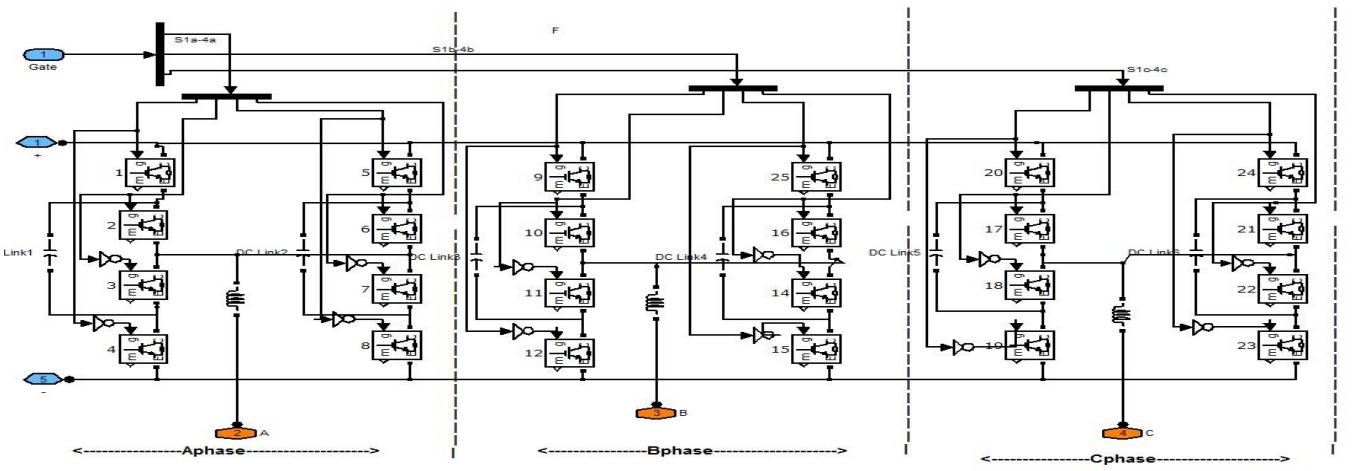 F
S1a-4a
S1b-4b
S1c-4c
1
Gate
1
+
g
m
1
5
9
25
20
24
2
6
10
16
17
21
Link1
DC Link2
DC Link3
DC Link4
DC Link5
DC Link6
3
7
11
14
18
22
4
8
12
15
19
23
5
-
2 A
3 B
4 C
<---------------Aphase--------------->
<---------------Bphase--------------->
<---------------Cphase--------------->